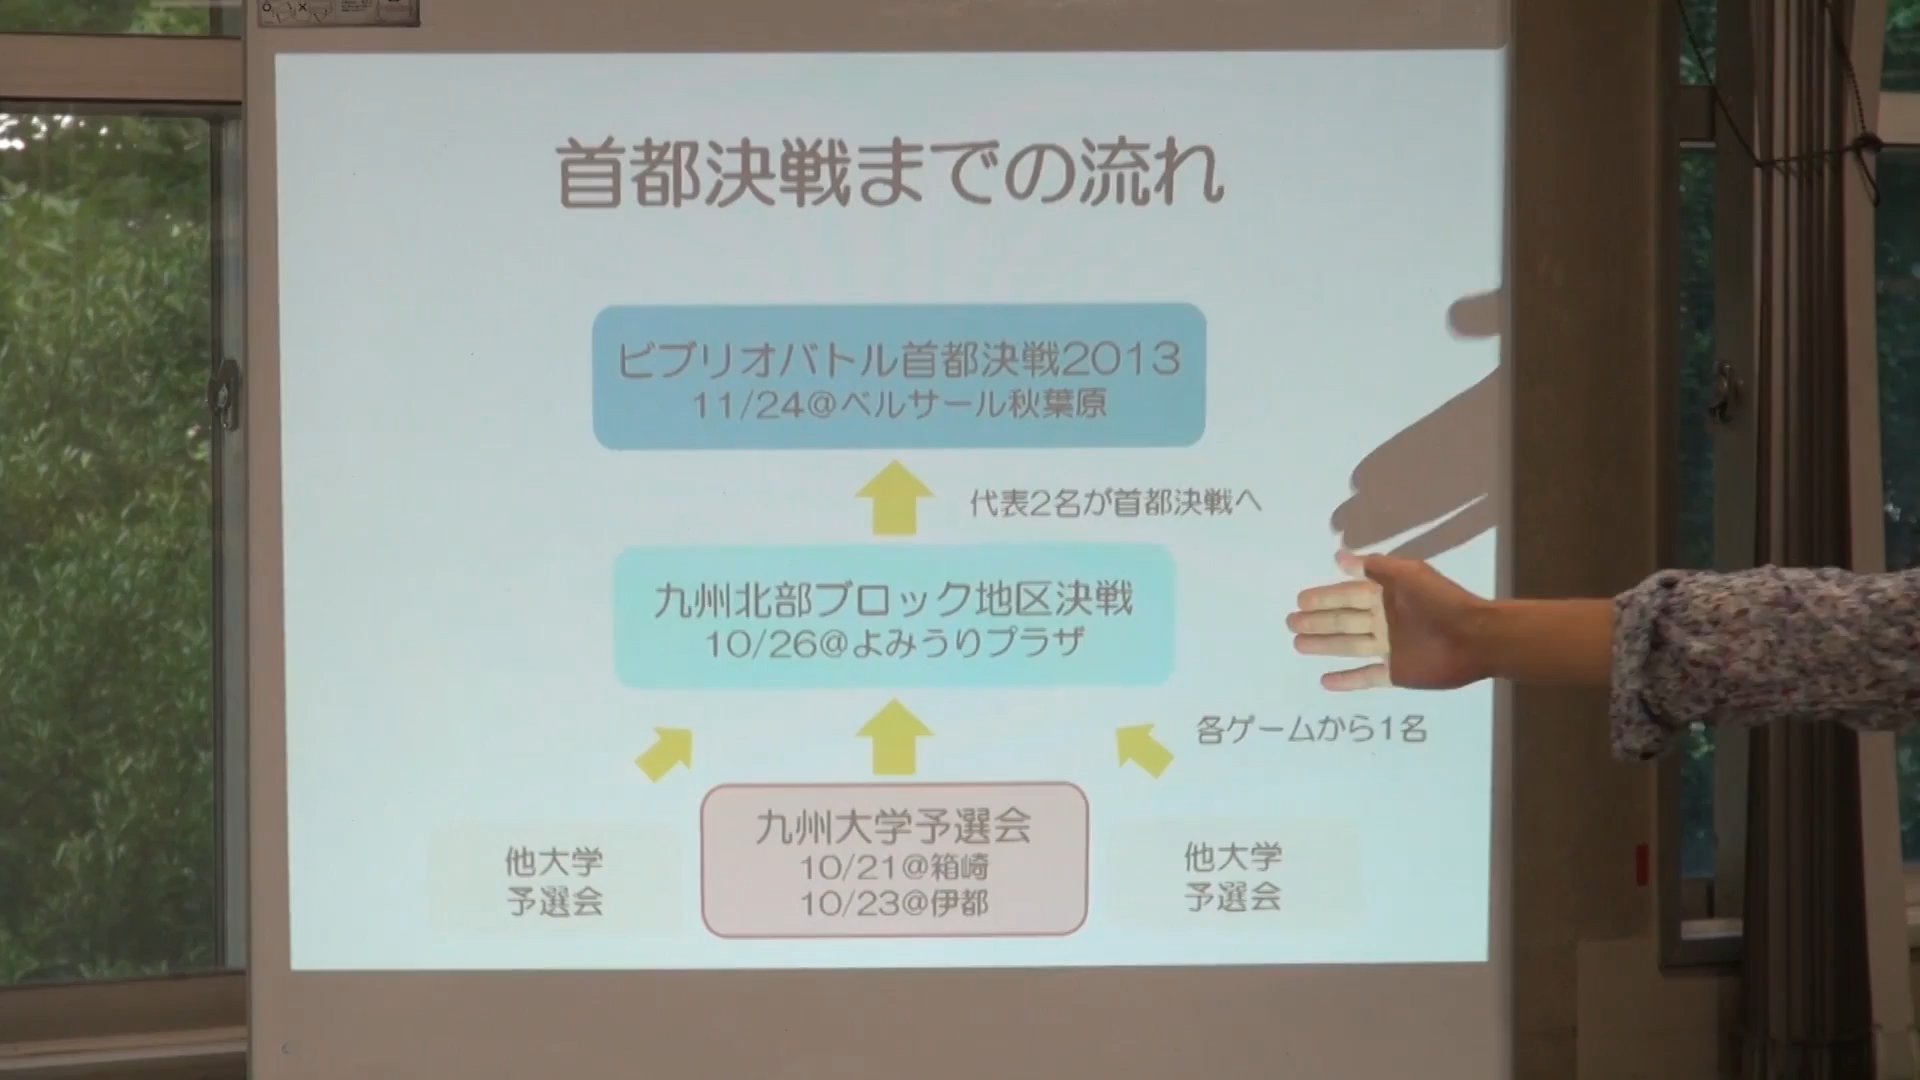 首都決戦までの流れ
ビブリオバトル首都決戦2013
11/24@ベルサール秋葉原
代表2名が首都決戦へ
九州北部ブロック地区決戦
10/26@よみうりプラザ
各ゲームから1名
九州大学予選会
10/21@箱崎
10/23@伊都
他大学
予選会
他大学
予選会